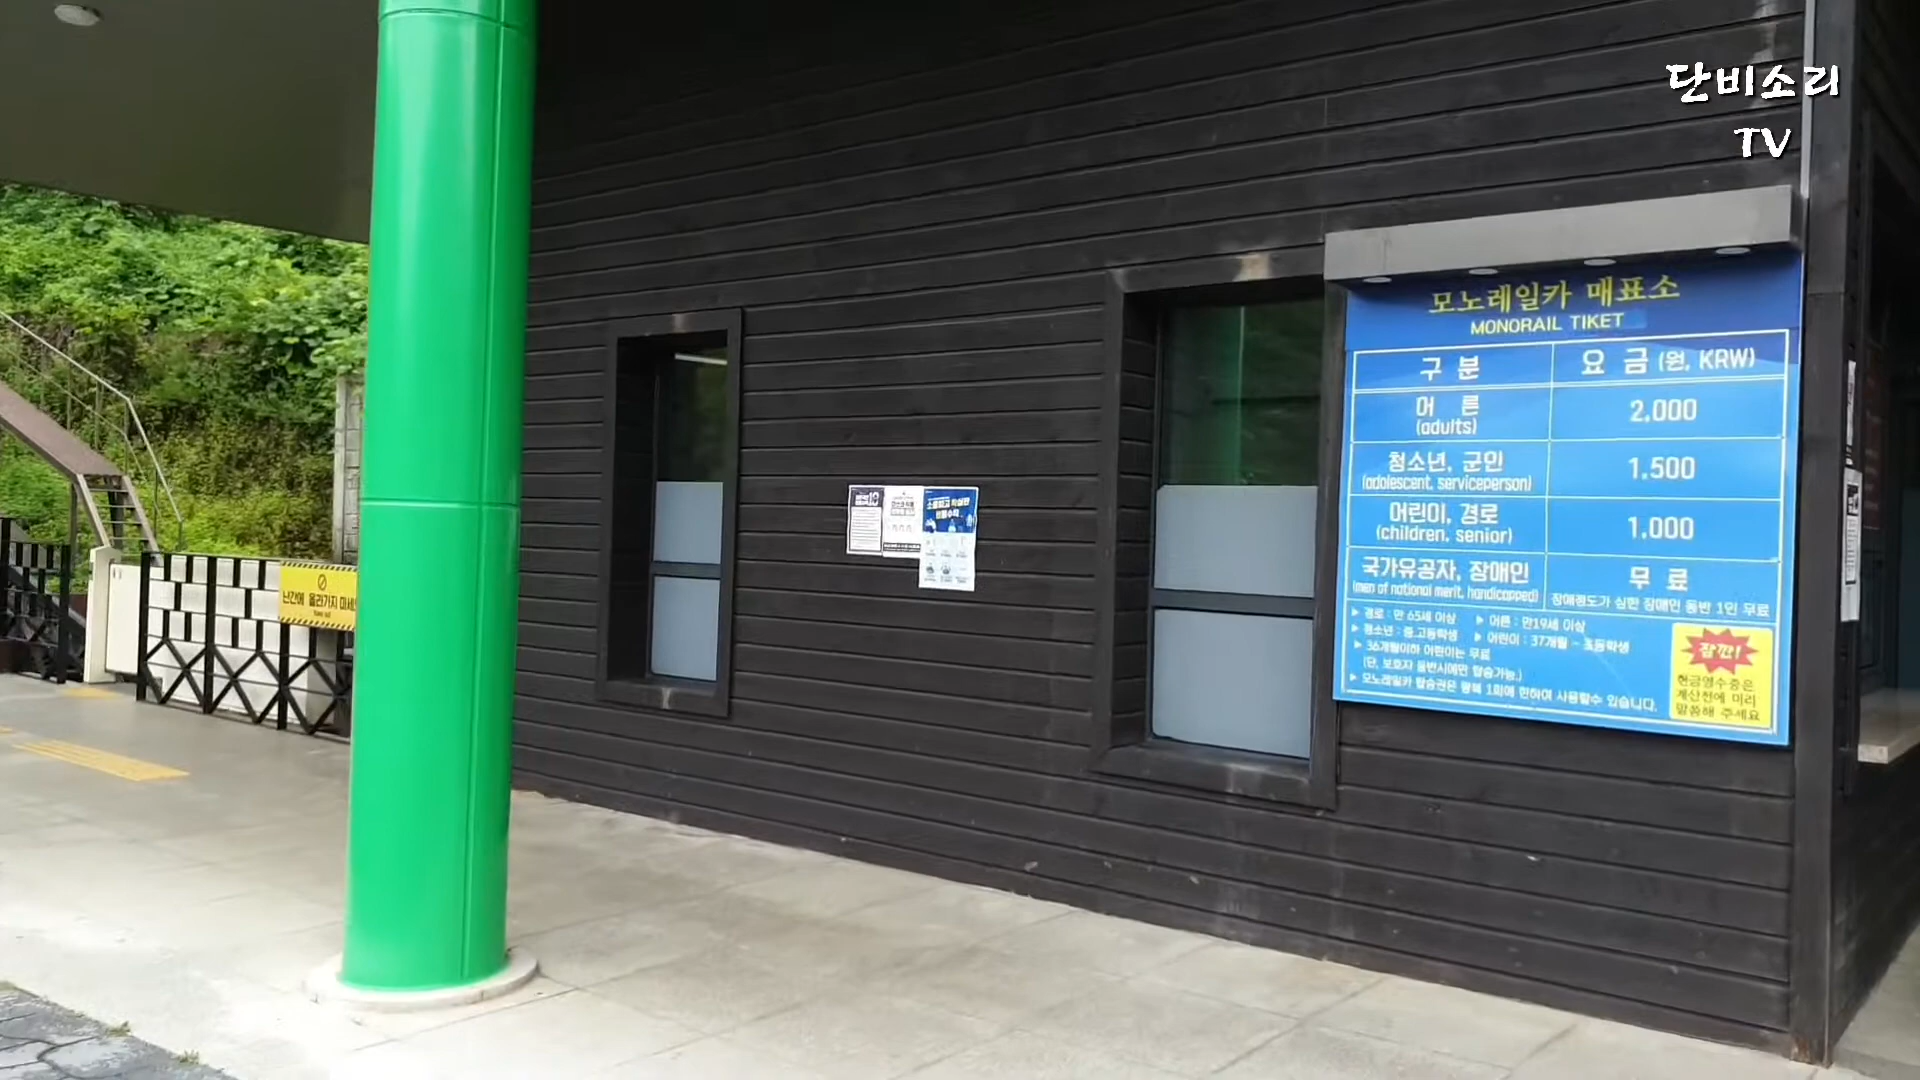 단비소리
TV
모노레일카 매표소
MONORAIL TIKET
구분 요금 (원, KRW)
어른 2,000
(adults)
청소년, 군인 1.500
(adolescent, serviceperson)
어린이, 경로 1.000
(children, senior)
국가유공자, 장애인 무료
(men of national merit, handicapped) 장애정도가 심한 장애인 동반 1인 무료
▶ 경로 : 만 65세 이상 ▶ 어른 : 만19세 이상
▶ 청소년 : 중.고등학생 ▶ 어린이 : 37개월 ~ 초등학생
▶ 36개월이하 어린이는 무료
(단, 보호자 동반시에만 탑승가능.)
▶ 모노레일카 탑승권은 왕복 1회에 한하여 사용할수 있습니다.
잠깐!
현금영수증은
계산전에 미리
말씀해 주세요
난간에 올라가지 마세